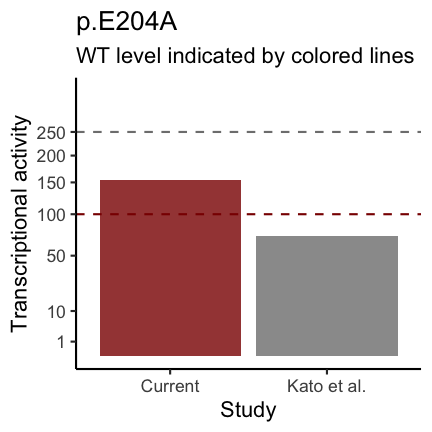 p.E204A
WT level indicated by colored lines
Transcriptional activity
250
200
150
100
50
10
1
Current
Kato et al.
Study